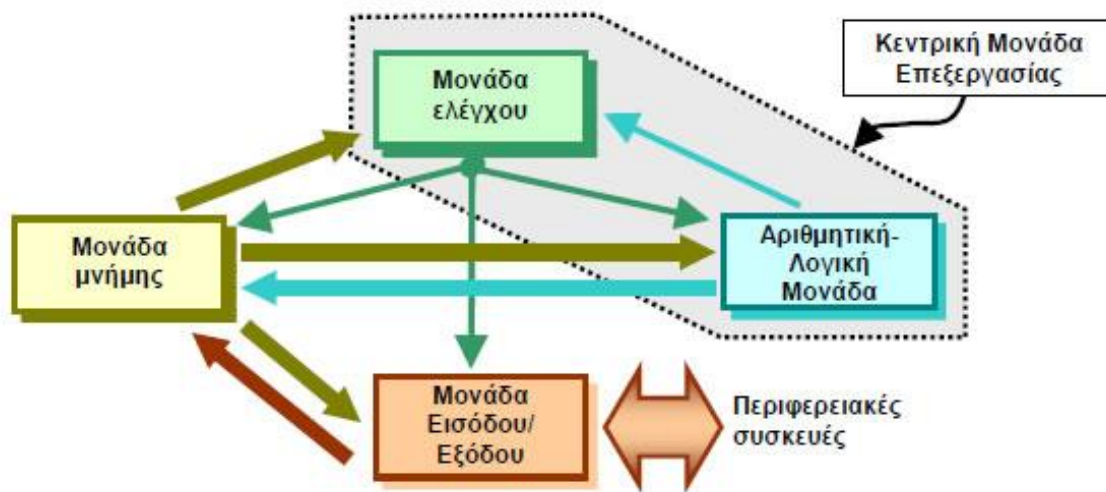 Κεντρική Μονάδα
Επεξεργασίας
Μονάδα
ελέγχου
Μονάδα
μνήμης
Αριθμητική-
Λογική
Μονάδα
Μονάδα
Εισόδου/
Εξόδου
Περιφερειακές
συσκευές